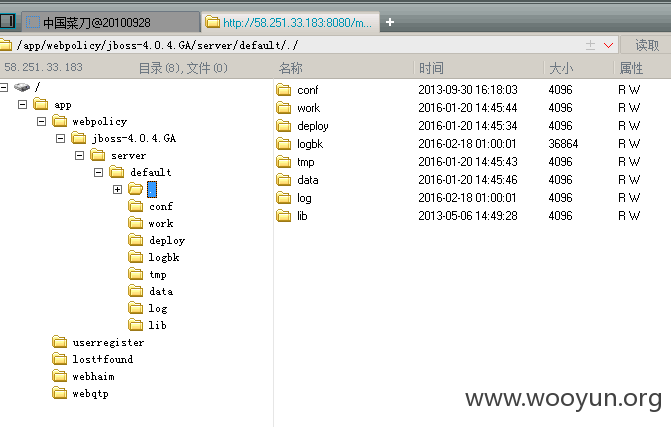 中国菜刀@20100928 http://58.251.33.183:8080/m...
/app/webpolicy/jboss-4.0.4.GA/server/default/./ 读取
58.251.33.183 目录(8),文件(0) 名称 时间 大小 属性
/
app
webpolicy
jboss-4.0.4.GA
server
default
.
conf
work
deploy
logbk
tmp
data
log
lib
userregister
lost+found
webhaim
webqtp
conf 2013-09-30 16:18:03 4096 R W
work 2016-01-20 14:45:44 4096 R W
deploy 2016-01-20 14:45:34 4096 R W
logbk 2016-02-18 01:00:01 36864 R W
tmp 2016-01-20 14:45:43 4096 R W
data 2016-01-20 14:45:46 4096 R W
log 2016-02-18 01:00:01 4096 R W
lib 2013-05-06 14:49:28 4096 R W
www.wooyun.org